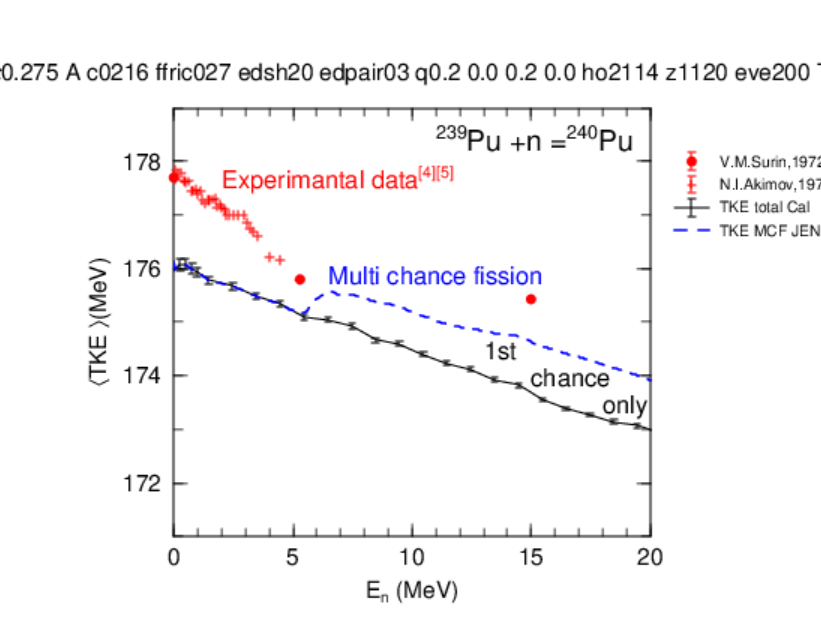 c0.275 A c0216 ffric027 edsh20 edpair03 q0.2 0.0 0.2 0.0 ho2114 z1120 eve200
²³⁹Pu +n =²⁴⁰Pu
178
Experimantal data[4][5]
V.M.Surin,1972
N.I.Akimov,197
TKE total Cal
TKE MCF JEN
176
Multi chance fission
⟨TKE⟩(MeV)
1st
chance
only
174
172
0 5 10 15 20
Eₙ (MeV)